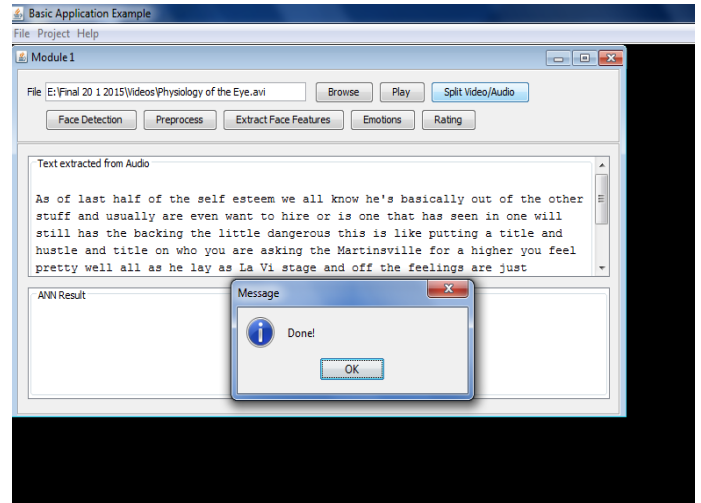 Basic Application Example
File Project Help
Module 1
File E:\Final 20 1 2015\Videos\Physiology of the Eye.avi Browse Play Split Video/Audio
Face Detection Preprocess Extract Face Features Emotions Rating
Text extracted from Audio
As of last half of the self esteem we all know he's basically out of the other
stuff and usually are even want to hire or is one that has seen in one will
still has the backing the little dangerous this is like putting a title and
hustle and title on who you are asking the Martinsville for a higher you feel
pretty well all as he lay as La Vi stage and off the feelings are just
ANN Result
Message
Done!
OK